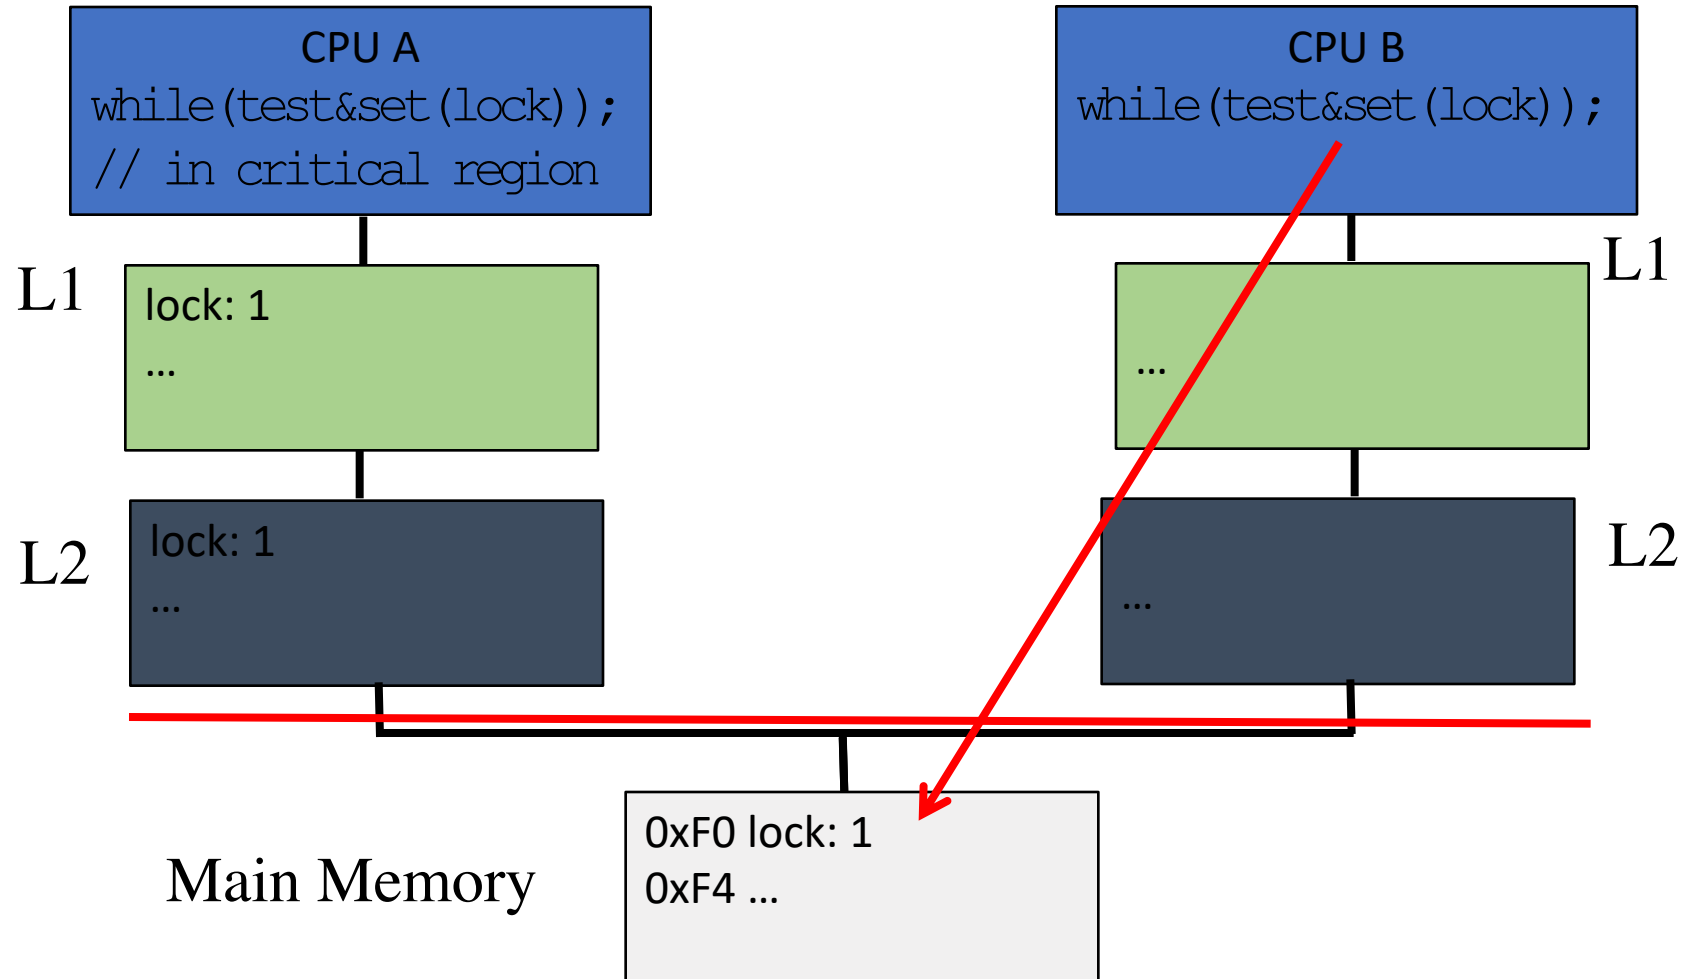 CPU A
while(test&set(lock));
// in critical region
CPU B
while(test&set(lock));
L1
lock: 1
…
L1
…
L2
lock: 1
…
L2
…
Main Memory
0xF0 lock: 1
0xF4 …